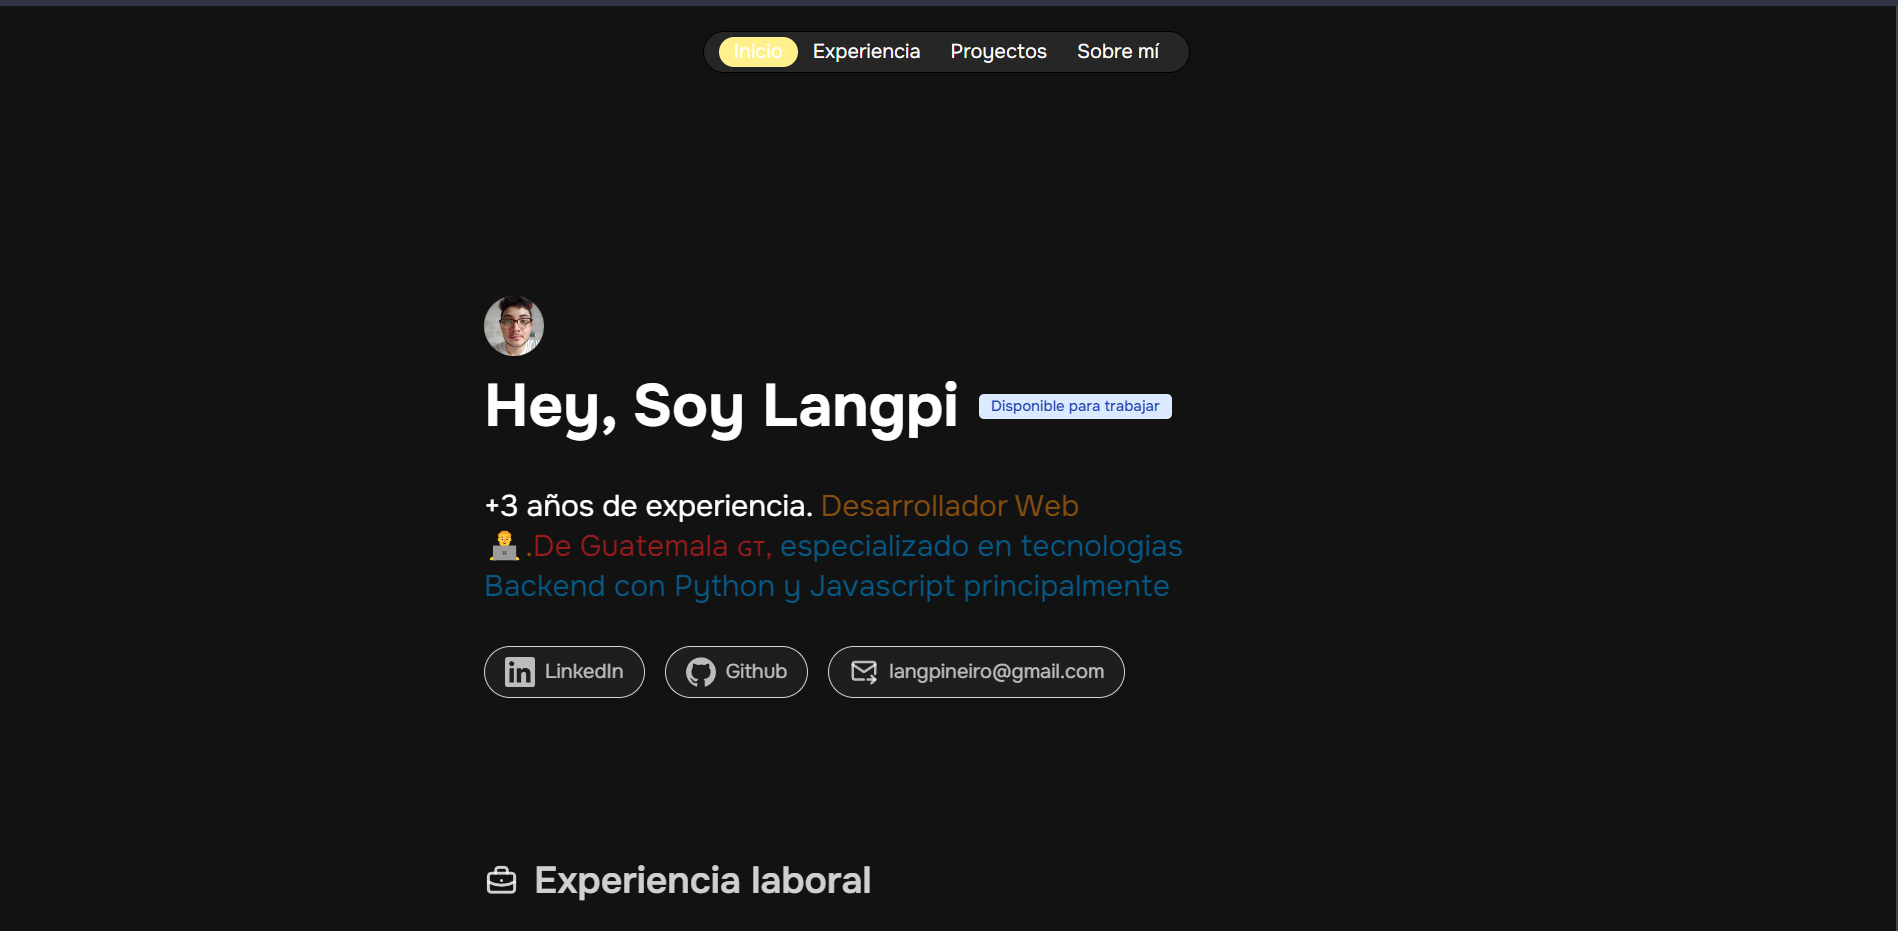 Inicio Experiencia Proyectos Sobre mí
Hey, Soy Langpi Disponible para trabajar
+3 años de experiencia. Desarrollador Web
.De Guatemala GT, especializado en tecnologias
Backend con Python y Javascript principalmente
LinkedIn Github langpineiro@gmail.com
Experiencia laboral